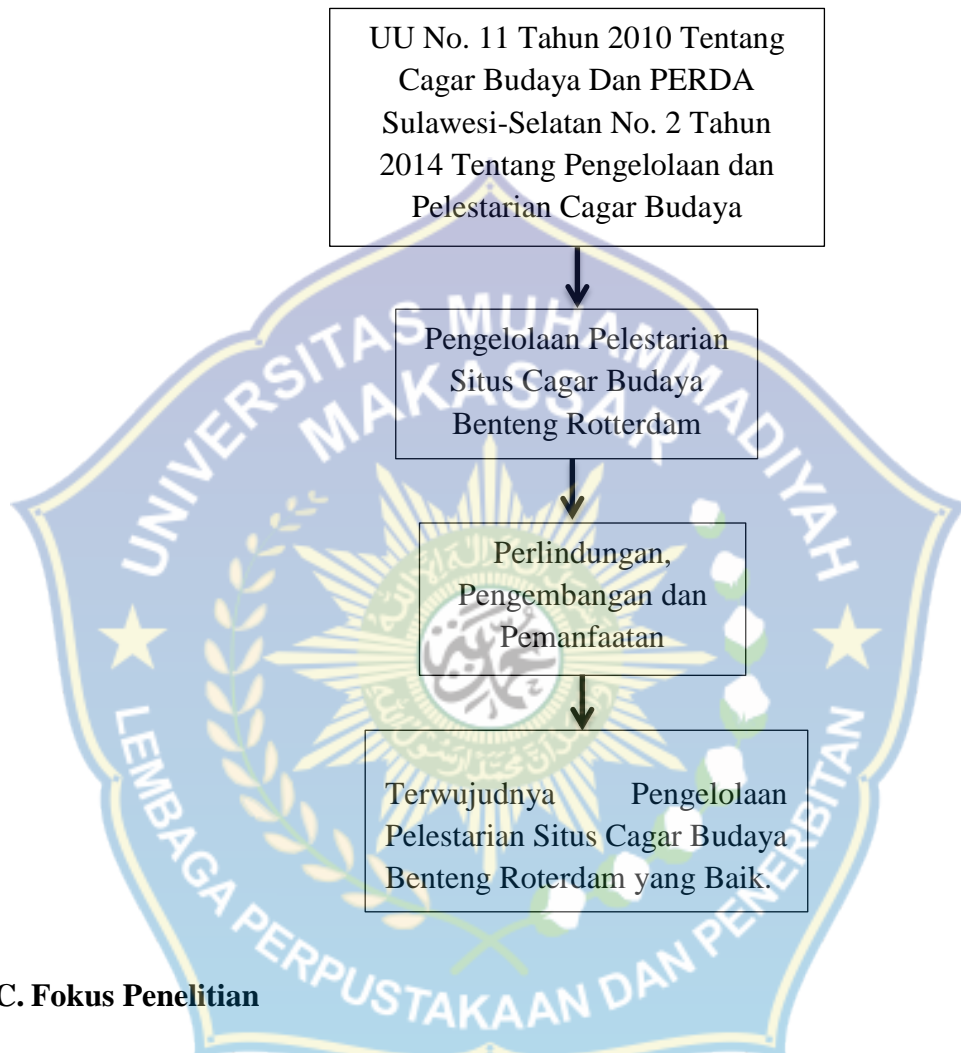 UU No. 11 Tahun 2010 Tentang
Cagar Budaya Dan PERDA
Sulawesi-Selatan No. 2 Tahun
2014 Tentang Pengelolaan dan
Pelestarian Cagar Budaya
UNIVERSITAS MUHAMMADIYAH
MAKASSAR
Pengelolaan Pelestarian
Situs Cagar Budaya
Benteng Rotterdam
Perlindungan,
Pengembangan dan
Pemanfaatan
Terwujudnya Pengelolaan
Pelestarian Situs Cagar Budaya
Benteng Roterdam yang Baik.
LEMBAGA PERPUSTAKAAN DAN PENERBITAN
C. Fokus Penelitian